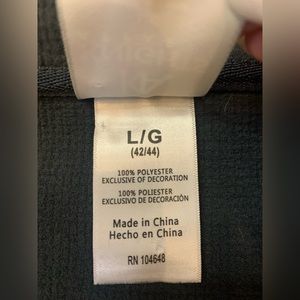 L/G
(42/44)
100% POLYESTER
EXCLUSIVE OF DECORATION
100% POLIESTER
EXCLUSIVO DE DECORACIÓN
Made in China
Hecho en China
RN 104648